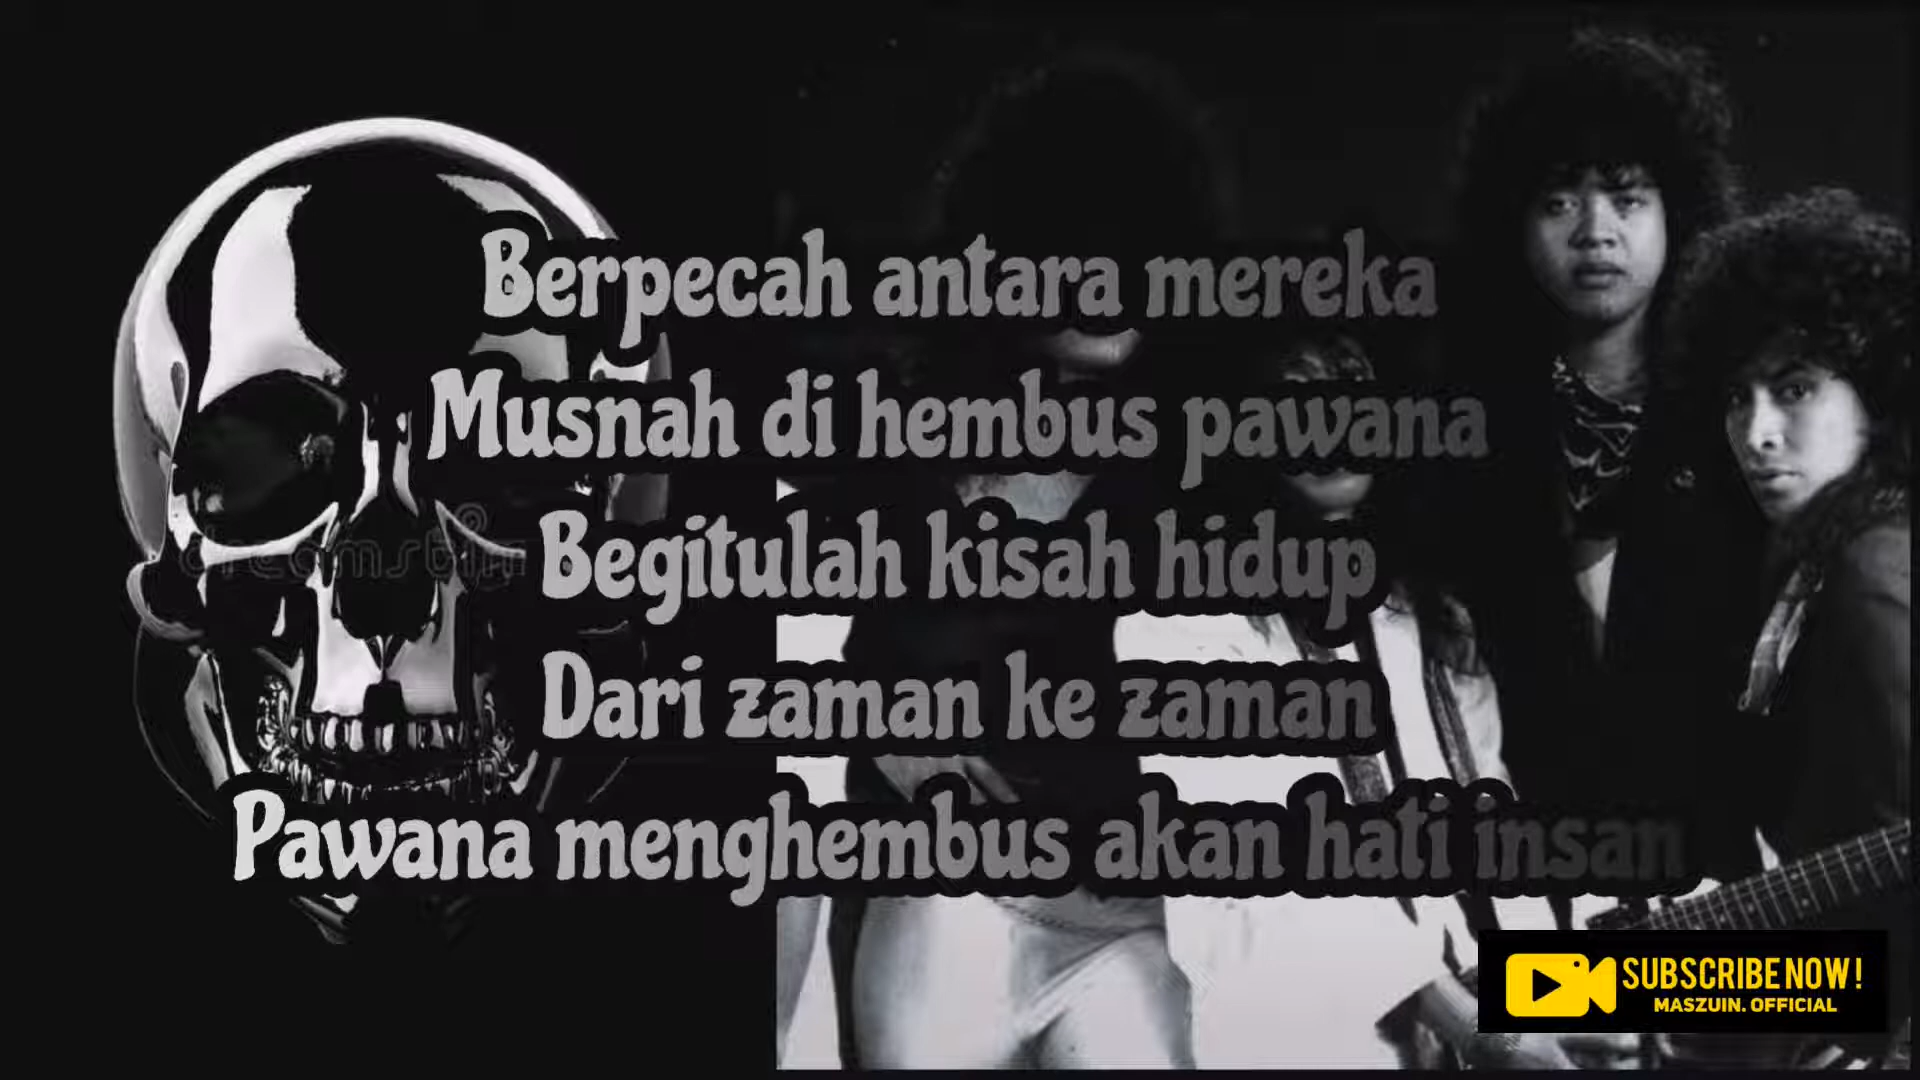 Berpecah antara mereka
Musnah di hembus pawana
Begitulah kisah hidup
Dari zaman ke zaman
Pawana menghembus akan hati insan
dreamstime
SUBSCRIBE NOW!
MASZUIN. OFFICIAL